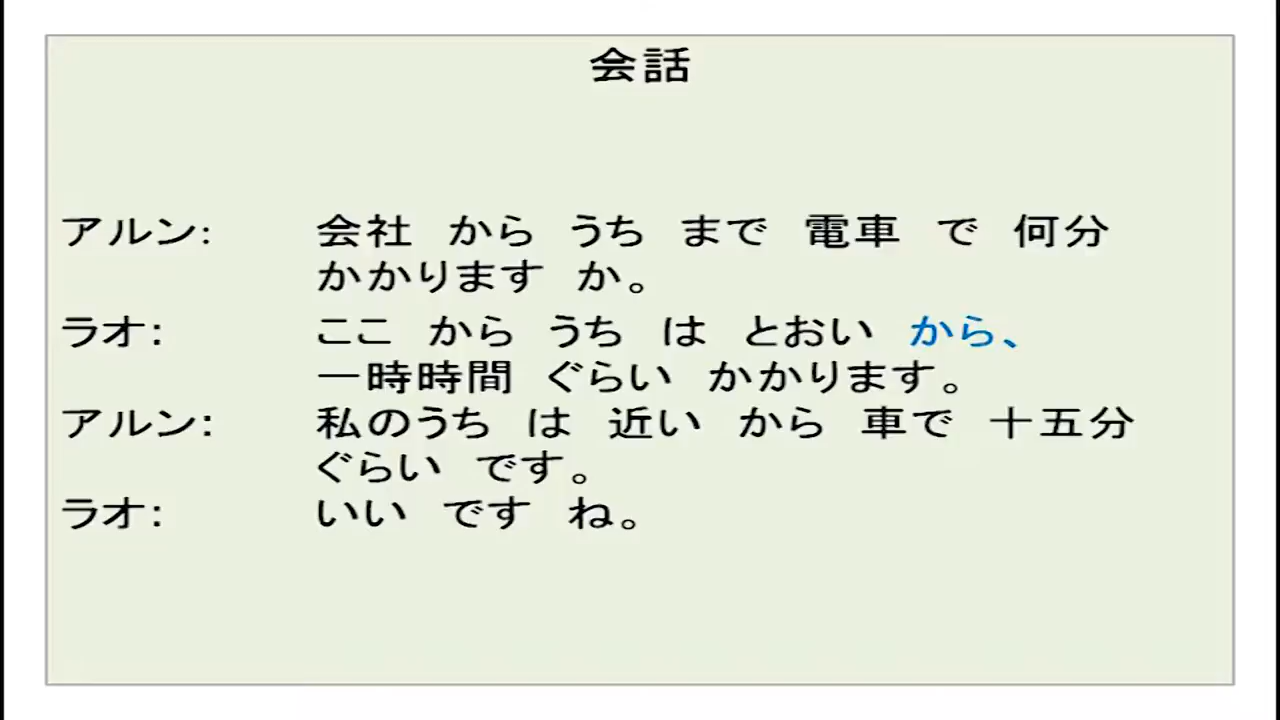 会話
アルン: 会社 から うち まで 電車 で 何分
かかります か。
ラオ: ここ から うち は とおい から、
一時時間 ぐらい かかります。
アルン: 私のうち は 近い から 車で 十五分
ぐらい です。
ラオ: いい です ね。